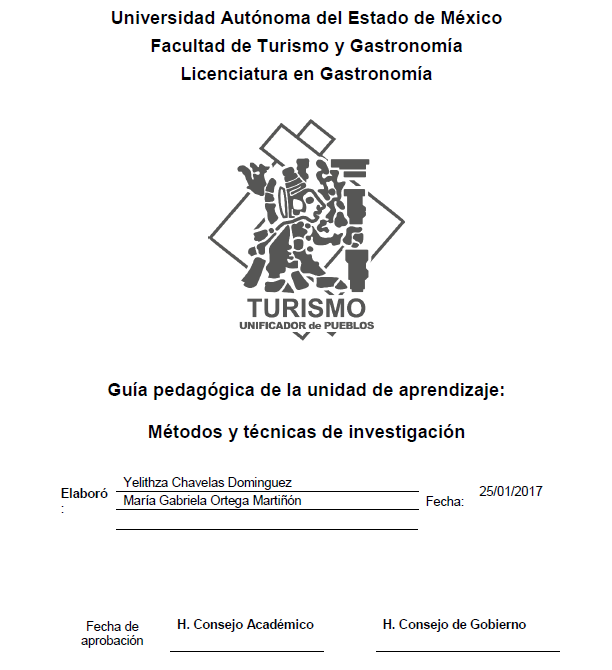 Universidad Autónoma del Estado de México
Facultad de Turismo y Gastronomía
Licenciatura en Gastronomía
TURISMO
UNIFICADOR de PUEBLOS
Guía pedagógica de la unidad de aprendizaje:
Métodos y técnicas de investigación
Elaboró
:
Yelithza Chavelas Dominguez
María Gabriela Ortega Martiñón
Fecha:
25/01/2017
Fecha de
aprobación
H. Consejo Académico
H. Consejo de Gobierno